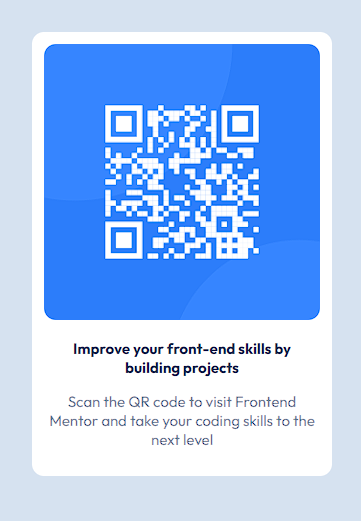 Improve your front-end skills by
building projects
Scan the QR code to visit Frontend
Mentor and take your coding skills to the
next level